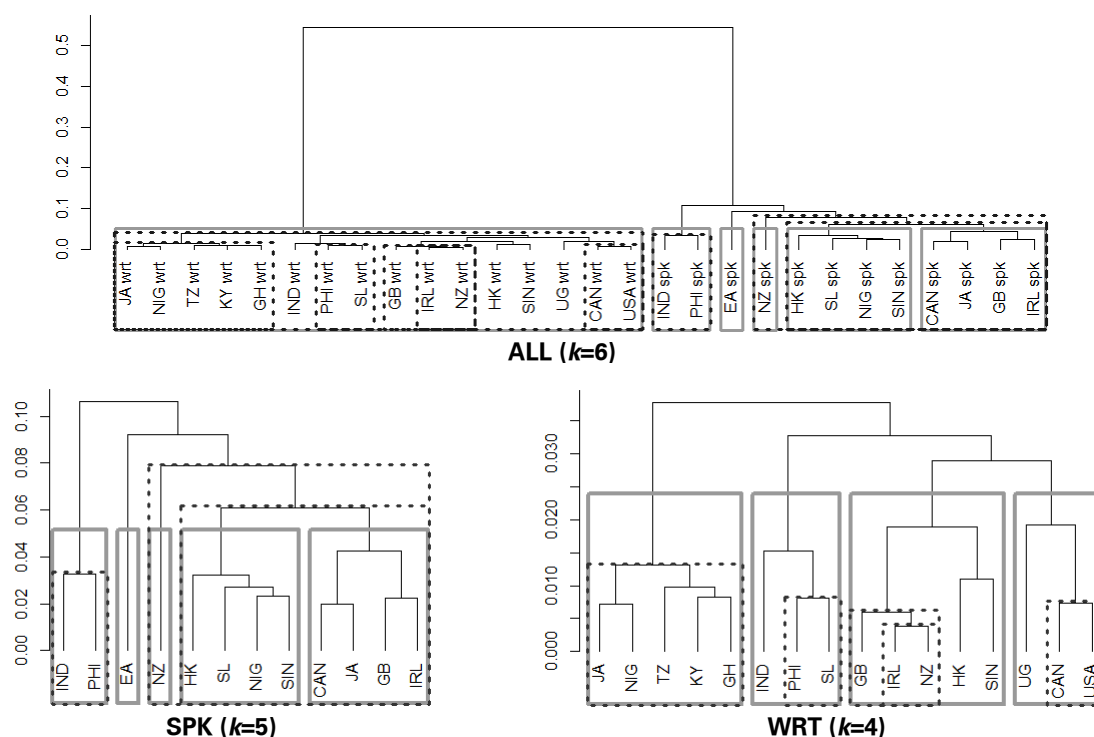 0.5
0.4
0.3
0.2
0.1
0.0
JA wrt
NIG wrt
TZ wrt
KY wrt
GH wrt
IND wrt
PHI wrt
SL wrt
GB wrt
IRL wrt
NZ wrt
HK wrt
SIN wrt
UG wrt
CAN wrt
USA wrt
IND spk
PHI spk
EA spk
NZ spk
HK spk
SL spk
NIG spk
SIN spk
CAN spk
JA spk
GB spk
IRL spk
ALL (k=6)
0.10
0.08
0.06
0.04
0.02
0.00
IND
PHI
EA
NZ
HK
SL
NIG
SIN
CAN
JA
GB
IRL
SPK (k=5)
0.030
0.020
0.010
0.000
JA
NIG
TZ
KY
GH
IND
PHI
SL
GB
IRL
NZ
HK
SIN
UG
CAN
USA
WRT (k=4)